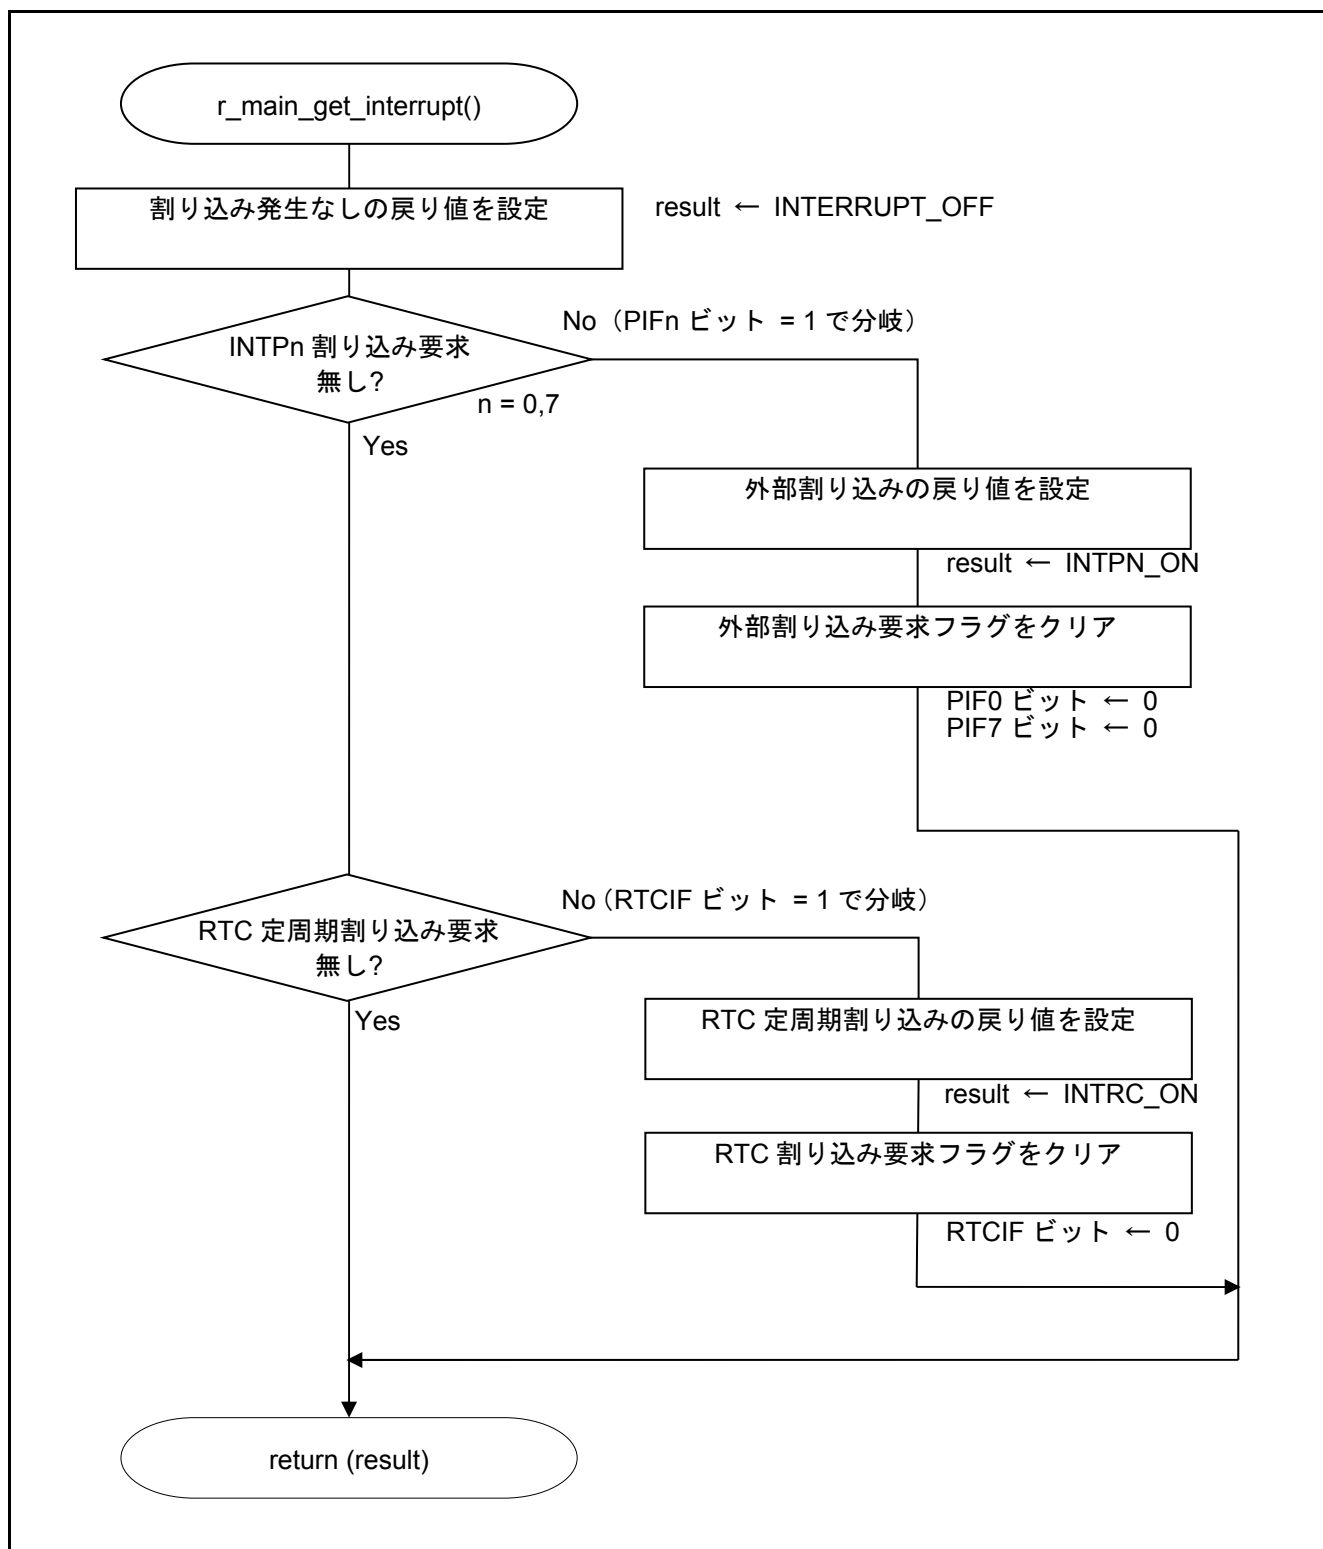 r_main_get_interrupt()
割り込み発生なしの戻り値を設定
result ← INTERRUPT_OFF
No（PIFn ビット = 1 で分岐）
INTPn 割り込み要求
無し?
n = 0,7
Yes
外部割り込みの戻り値を設定
result ← INTPN_ON
外部割り込み要求フラグをクリア
PIF0 ビット ← 0
PIF7 ビット ← 0
No（RTCIF ビット = 1 で分岐）
RTC 定周期割り込み要求
無し?
Yes
RTC 定周期割り込みの戻り値を設定
result ← INTRC_ON
RTC 割り込み要求フラグをクリア
RTCIF ビット ← 0
return (result)